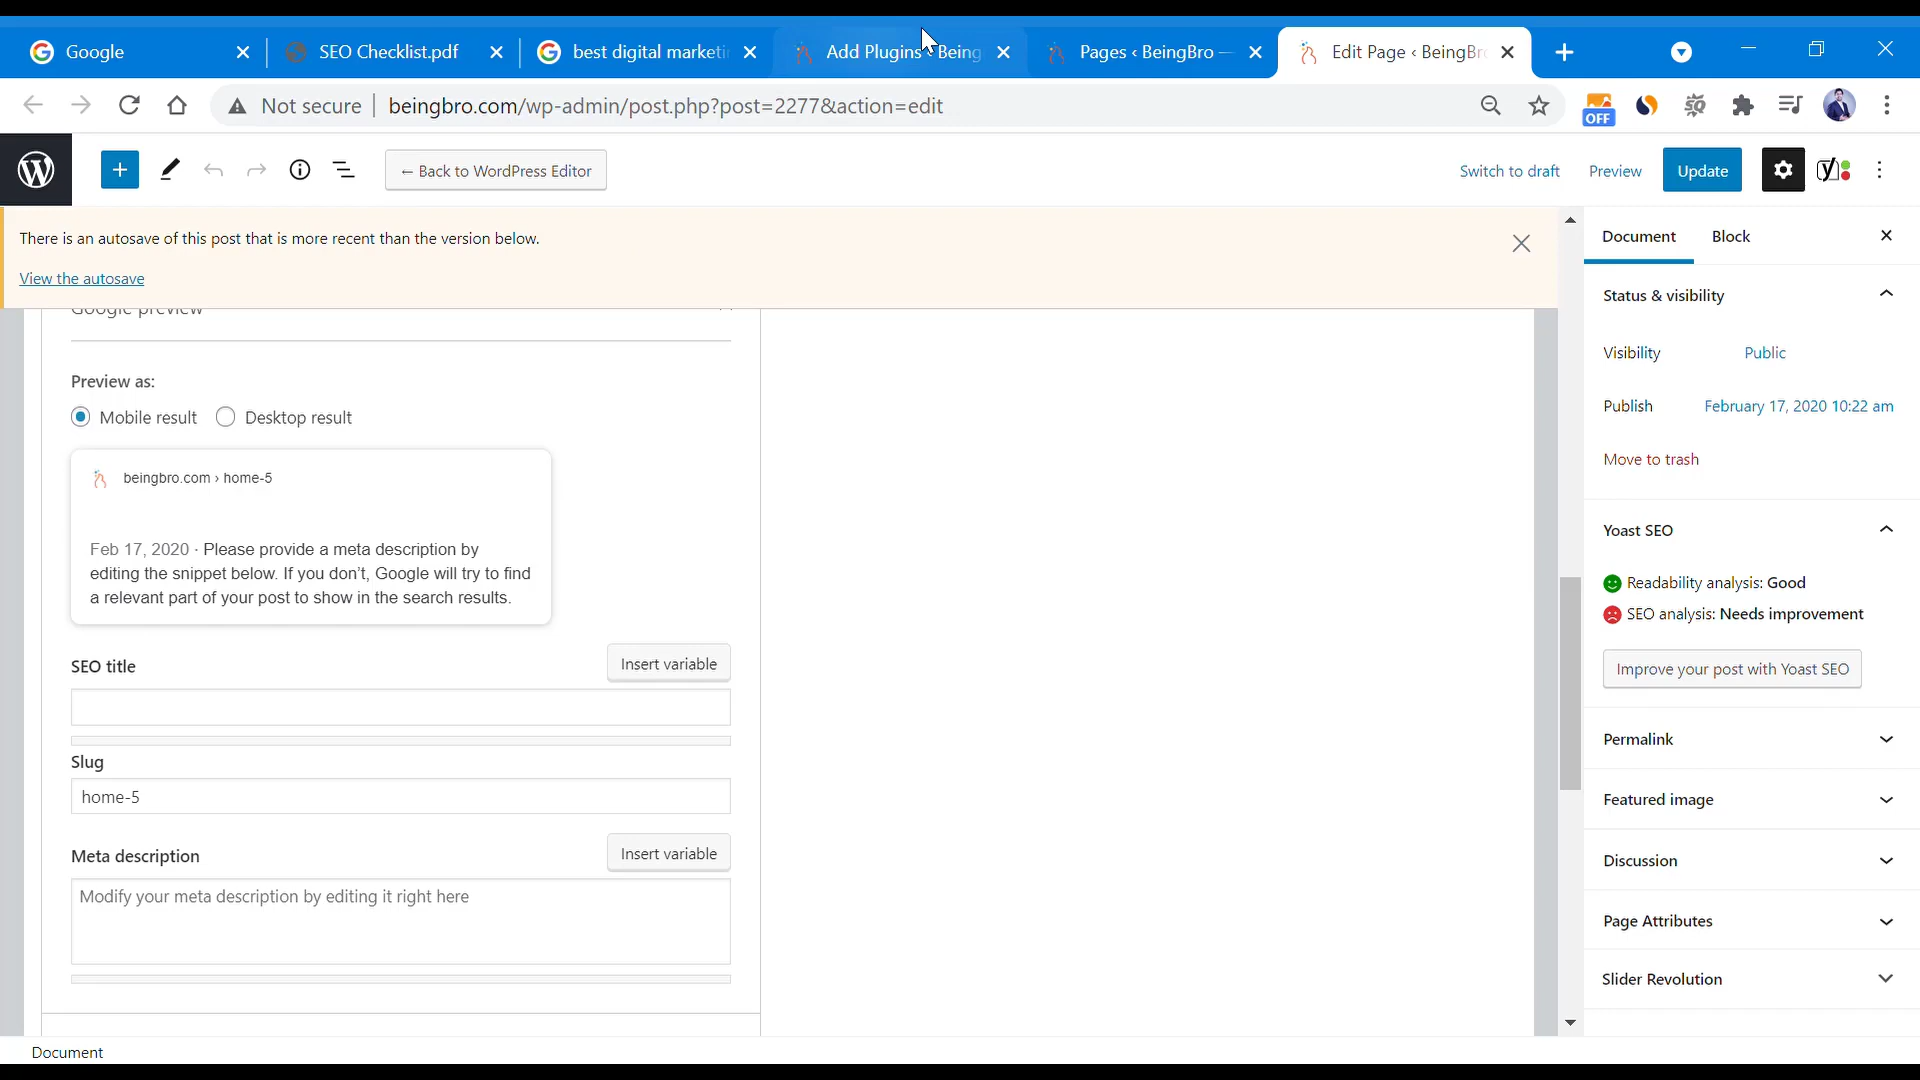 Google
SEO Checklist.pdf
best digital marketi
Add Plugins ‹ Being
Pages ‹ BeingBro —
Edit Page ‹ BeingBr
Not secure
beingbro.com/wp-admin/post.php?post=2277&action=edit
OFF
← Back to WordPress Editor
Switch to draft
Preview
Update
There is an autosave of this post that is more recent than the version below.
View the autosave
Google preview
Preview as:
Mobile result
Desktop result
beingbro.com › home-5
Feb 17, 2020 · Please provide a meta description by
editing the snippet below. If you don’t, Google will try to find
a relevant part of your post to show in the search results.
SEO title
Insert variable
Slug
home-5
Meta description
Insert variable
Modify your meta description by editing it right here
Document
Document
Block
Status & visibility
Visibility
Public
Publish
February 17, 2020 10:22 am
Move to trash
Yoast SEO
Readability analysis: Good
SEO analysis: Needs improvement
Improve your post with Yoast SEO
Permalink
Featured image
Discussion
Page Attributes
Slider Revolution